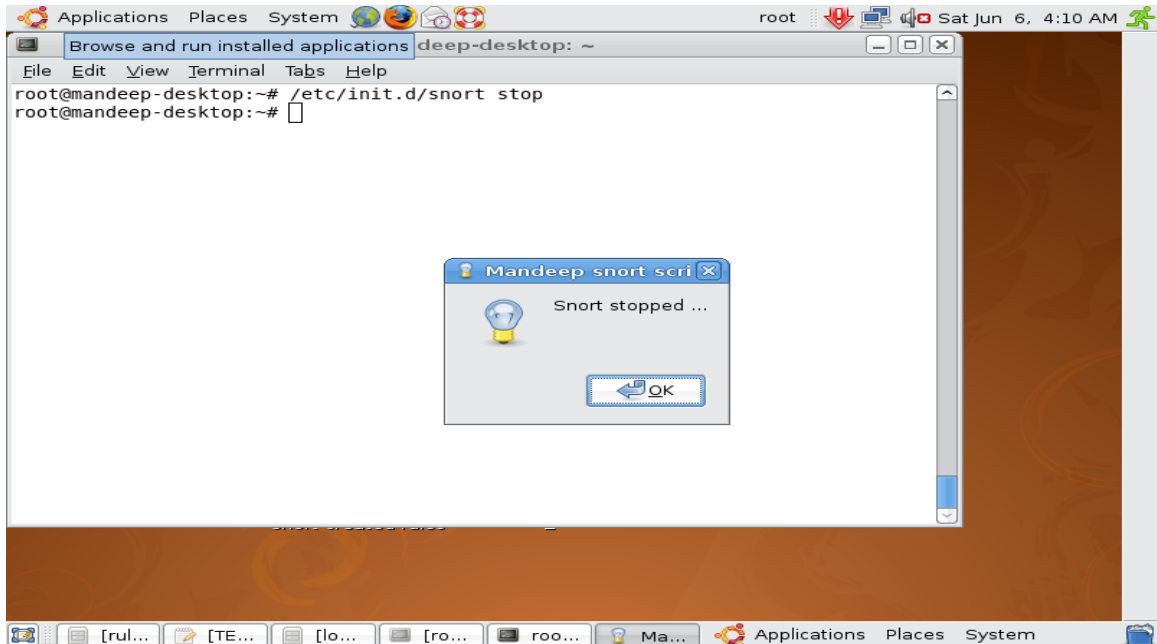 Applications Places System root Sat Jun 6, 4:10 AM
Browse and run installed applications deep-desktop: ~
File Edit View Terminal Tabs Help
root@mandeep-desktop:~# /etc/init.d/snort stop
root@mandeep-desktop:~#
Mandeep snort scri
Snort stopped ...
OK
[rul... [TE... [lo... [ro... roo... Ma... Applications Places System